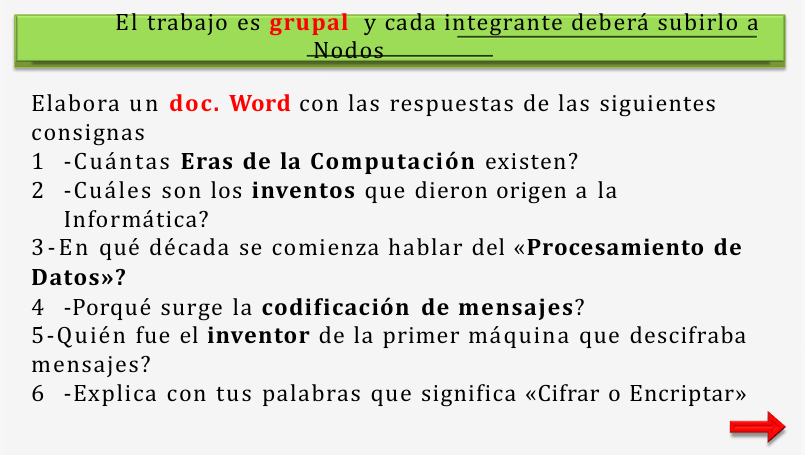 El trabajo es grupal y cada integrante deberá subirlo a
Nodos
Elabora un doc. Word con las respuestas de las siguientes
consignas
1 -Cuántas Eras de la Computación existen?
2 -Cuáles son los inventos que dieron origen a la
Informática?
3-En qué década se comienza hablar del «Procesamiento de
Datos»?
4 -Porqué surge la codificación de mensajes?
5-Quién fue el inventor de la primer máquina que descifraba
mensajes?
6 -Explica con tus palabras que significa «Cifrar o Encriptar»